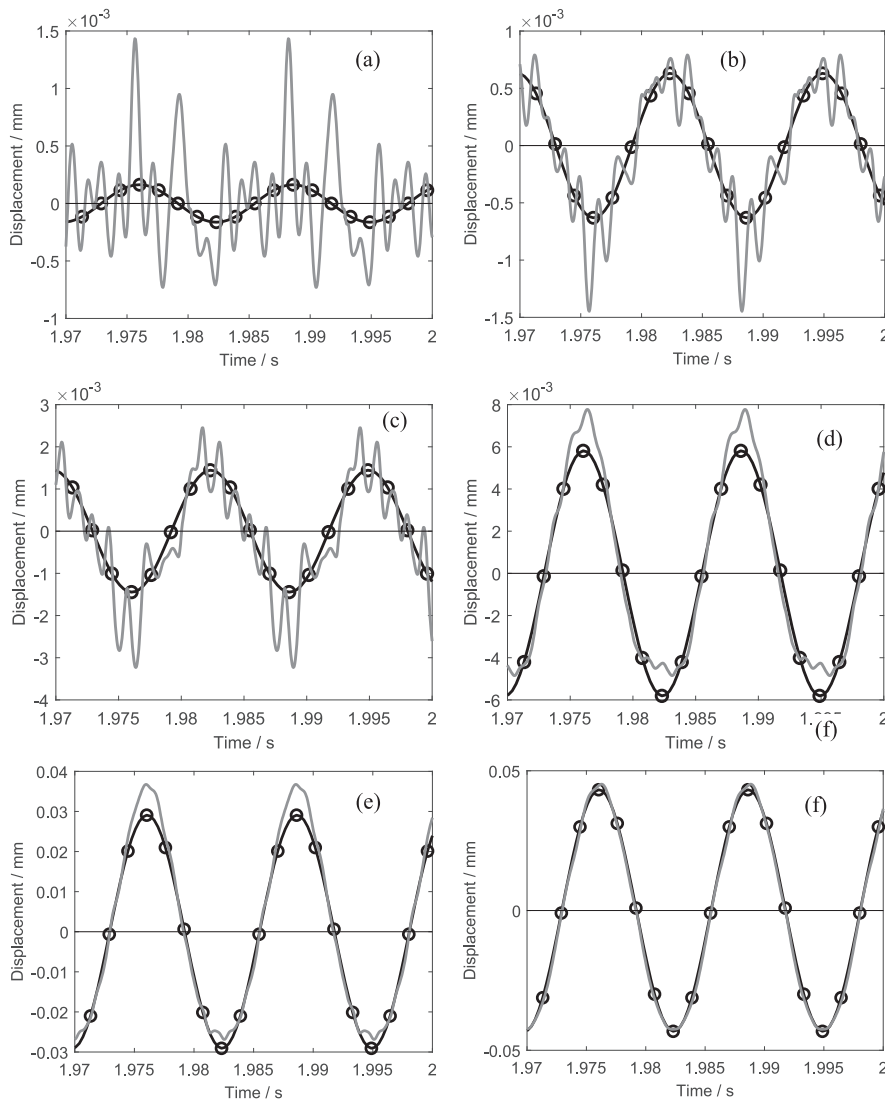 ×10⁻³
1.5
(a)
1
0.5
0
-0.5
-1
Displacement / mm
1.97 1.975 1.98 1.985 1.99 1.995 2
Time / s
×10⁻³
1
(b)
0.5
0
-0.5
-1
-1.5
Displacement / mm
1.97 1.975 1.98 1.985 1.99 1.995 2
Time / s
×10⁻³
3
(c)
2
1
0
-1
-2
-3
-4
Displacement / mm
1.97 1.975 1.98 1.985 1.99 1.995 2
Time / s
×10⁻³
8
(d)
6
4
2
0
-2
-4
-6
Displacement / mm
1.97 1.975 1.98 1.985 1.99 2
Time / s
(f)
0.04
(e)
0.03
0.02
0.01
0
-0.01
-0.02
-0.03
Displacement / mm
1.97 1.975 1.98 1.985 1.99 1.995 2
Time / s
0.05
(f)
0
-0.05
Displacement / mm
1.97 1.975 1.98 1.985 1.99 1.995 2
Time / s